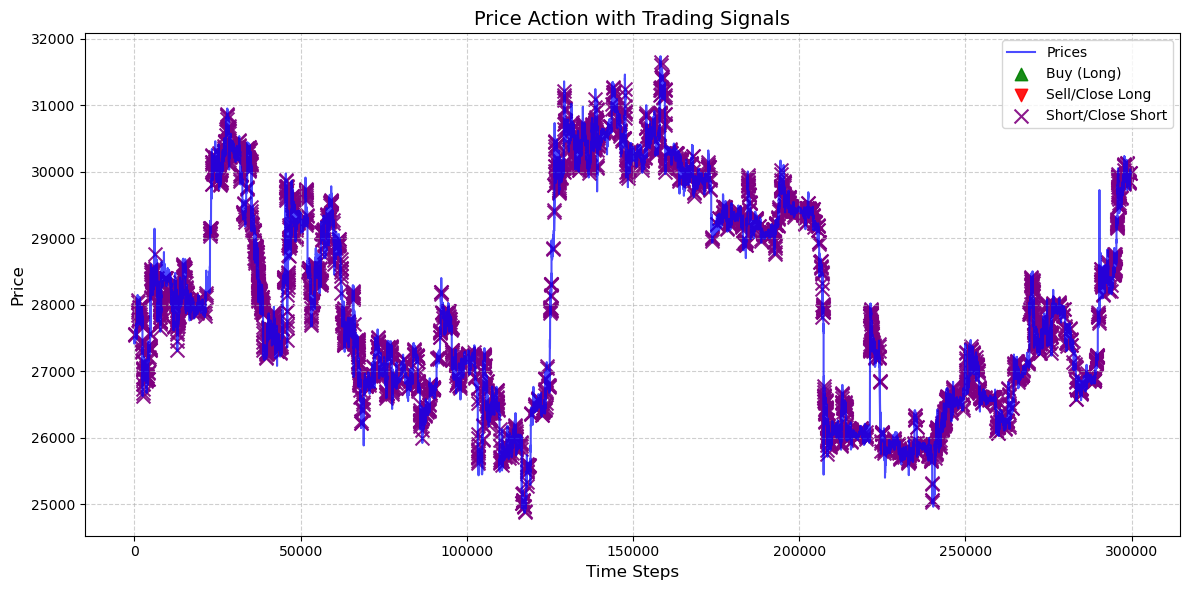 Price Action with Trading Signals
32000
31000
30000
29000
28000
27000
26000
25000
Price
Prices
Buy (Long)
Sell/Close Long
Short/Close Short
0
50000
100000
150000
200000
250000
300000
Time Steps